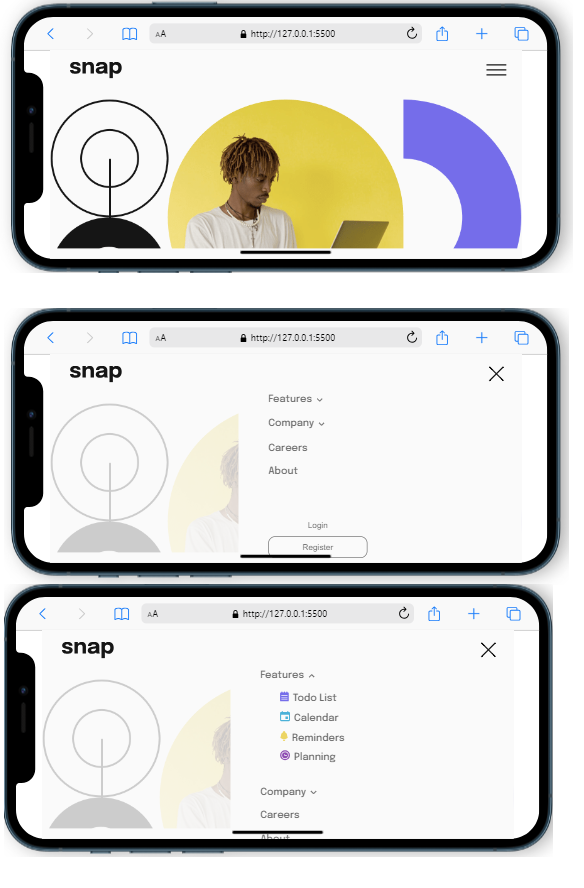 AA http://127.0.0.1:5500
snap
AA http://127.0.0.1:5500
snap
Features
Company
Careers
About
Login
Register
AA http://127.0.0.1:5500
snap
Features
Todo List
Calendar
Reminders
Planning
Company
Careers
About